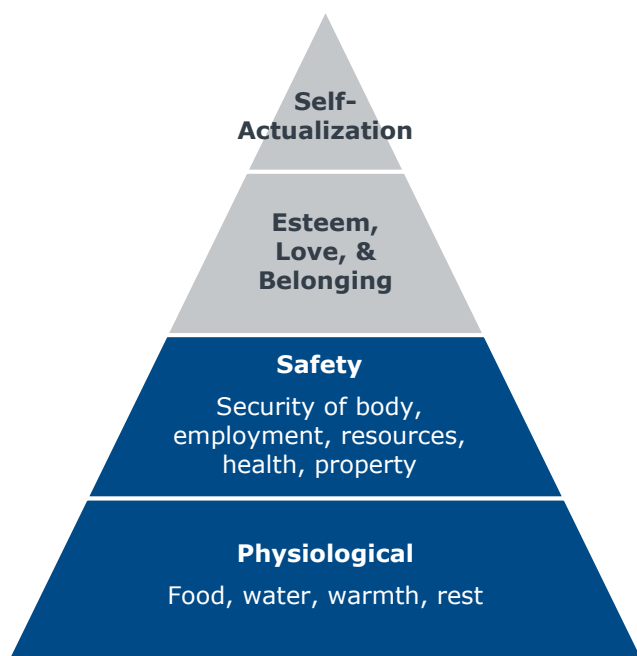 Self-
Actualization
Esteem,
Love, &
Belonging
Safety
Security of body,
employment, resources,
health, property
Physiological
Food, water, warmth, rest